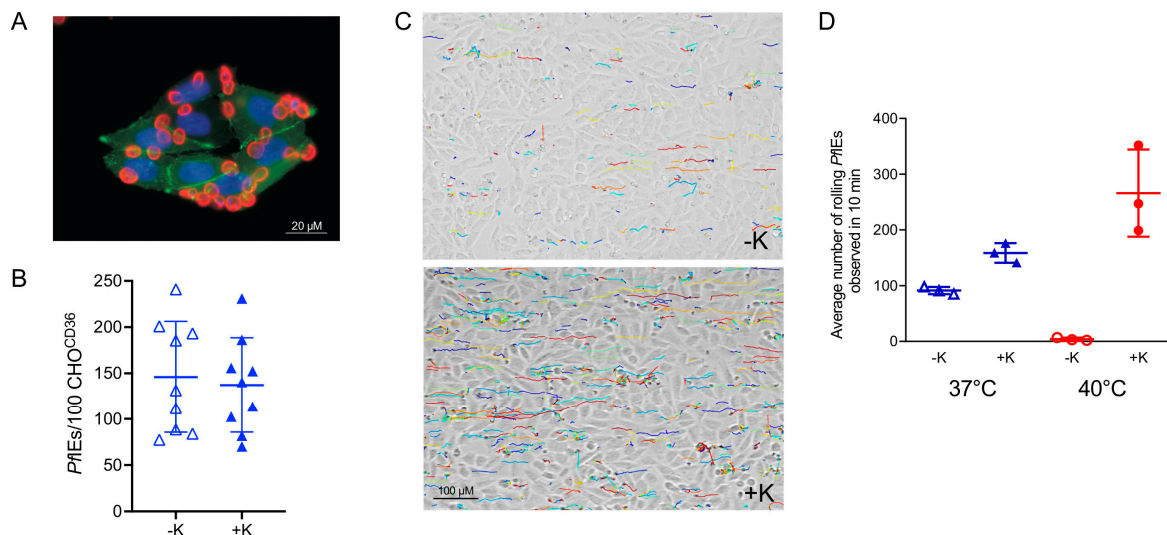 A
20 µM
B
PfIEs/100 CHO^CD36
250
200
150
100
50
0
-K
+K
C
-K
100 µM
+K
D
Average number of rolling PfIEs
observed in 10 min
400
300
200
100
0
-K
+K
-K
+K
37°C
40°C